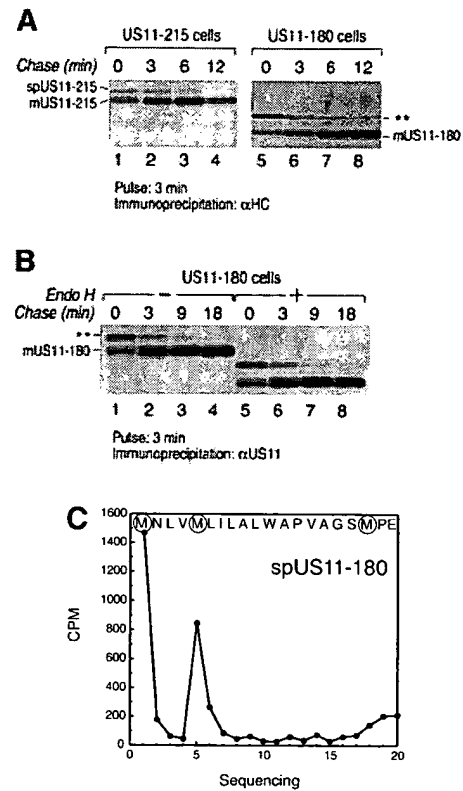 A
US11-215 cells US11-180 cells
Chase (min) 0 3 6 12 0 3 6 12
spUS11-215
mUS11-215
**
mUS11-180
1 2 3 4 5 6 7 8
Pulse: 3 min
Immunoprecipitation: αHC
B
US11-180 cells
Endo H − +
Chase (min) 0 3 9 18 0 3 9 18
**
mUS11-180
1 2 3 4 5 6 7 8
Pulse: 3 min
Immunoprecipitation: αUS11
C
M N L V M L I L A L W A P V A G S M P E
spUS11-180
CPM
1600
1400
1200
1000
800
600
400
200
0
0 5 10 15 20
Sequencing